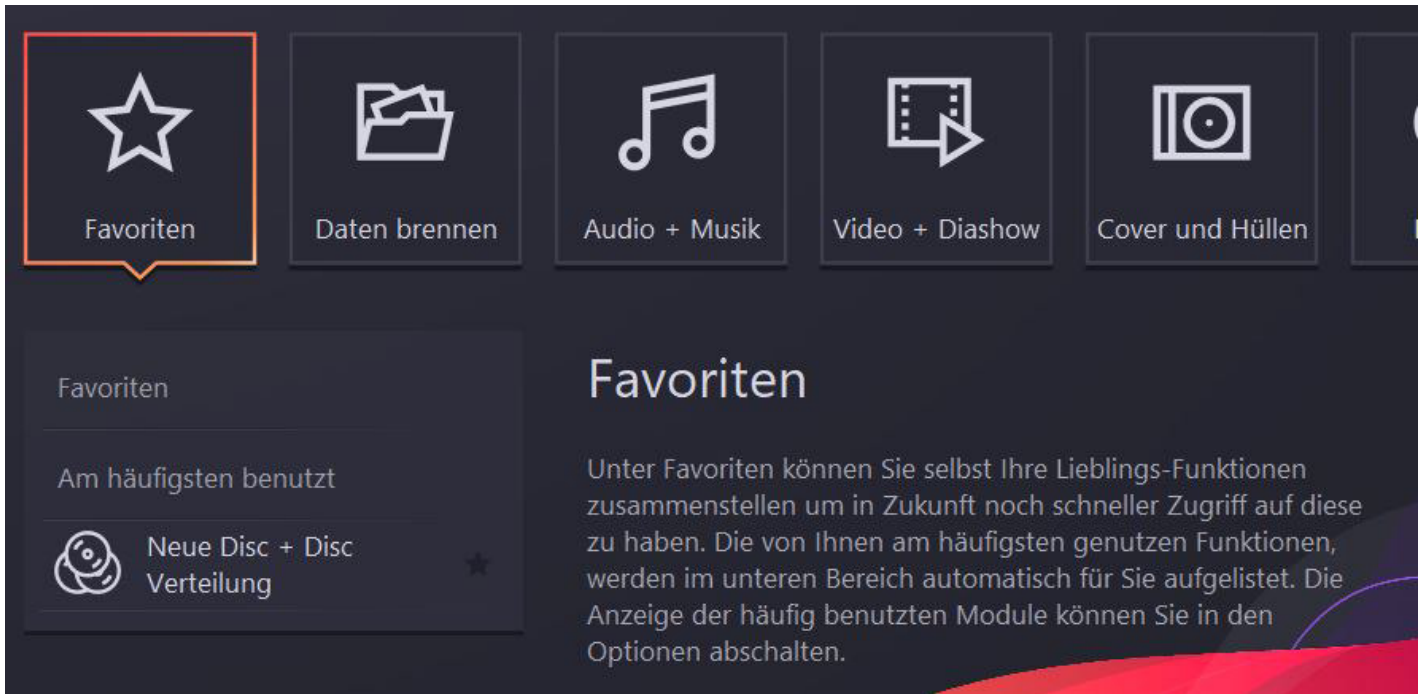 Favoriten
Daten brennen
Audio + Musik
Video + Diashow
Cover und Hüllen
Favoriten
Am häufigsten benutzt
Neue Disc + Disc
Verteilung
Favoriten
Unter Favoriten können Sie selbst Ihre Lieblings-Funktionen
zusammenstellen um in Zukunft noch schneller Zugriff auf diese
zu haben. Die von Ihnen am häufigsten genutzen Funktionen,
werden im unteren Bereich automatisch für Sie aufgelistet. Die
Anzeige der häufig benutzten Module können Sie in den
Optionen abschalten.